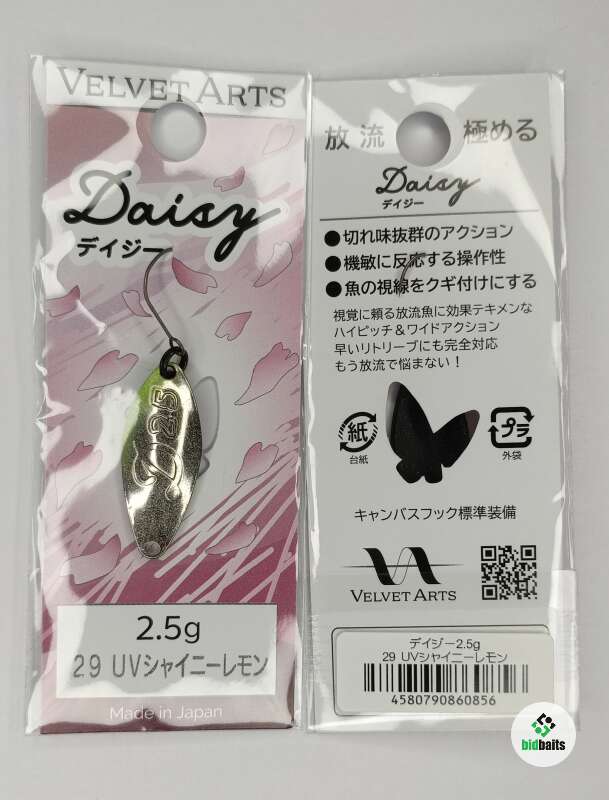 VELVET ARTS
Daisy
デイジー
D2.5
2.5g
29 UVシャイニーレモン
Made in Japan
放流 極める
Daisy
デイジー
●切れ味抜群のアクション
●機敏に反応する操作性
●魚の視線をクギ付けにする
視覚に頼る放流魚に効果テキメンな
ハイピッチ＆ワイドアクション
早いリトリーブにも完全対応
もう放流で悩まない！
紙
台紙
プラ
外袋
キャンバスフック標準装備
VELVET ARTS
デイジー2.5g
29 UVシャイニーレモン
4580790860856
bidbaits